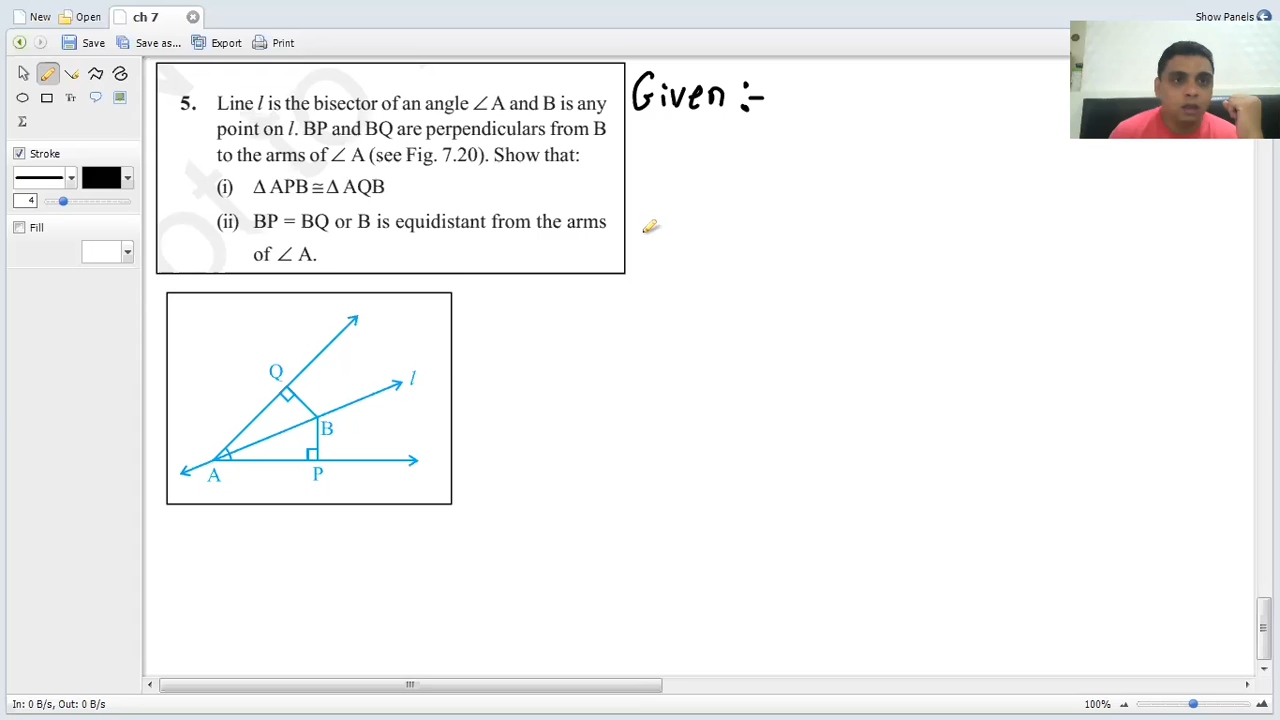 New Open ch 7 Show Panels
Save Save as... Export Print
Stroke
4
Fill
5. Line l is the bisector of an angle ∠ A and B is any
point on l. BP and BQ are perpendiculars from B
to the arms of ∠ A (see Fig. 7.20). Show that:
(i) Δ APB ≅ Δ AQB
(ii) BP = BQ or B is equidistant from the arms
of ∠ A.
Given :-
Q
l
B
A
P
In: 0 B/s, Out: 0 B/s 100%